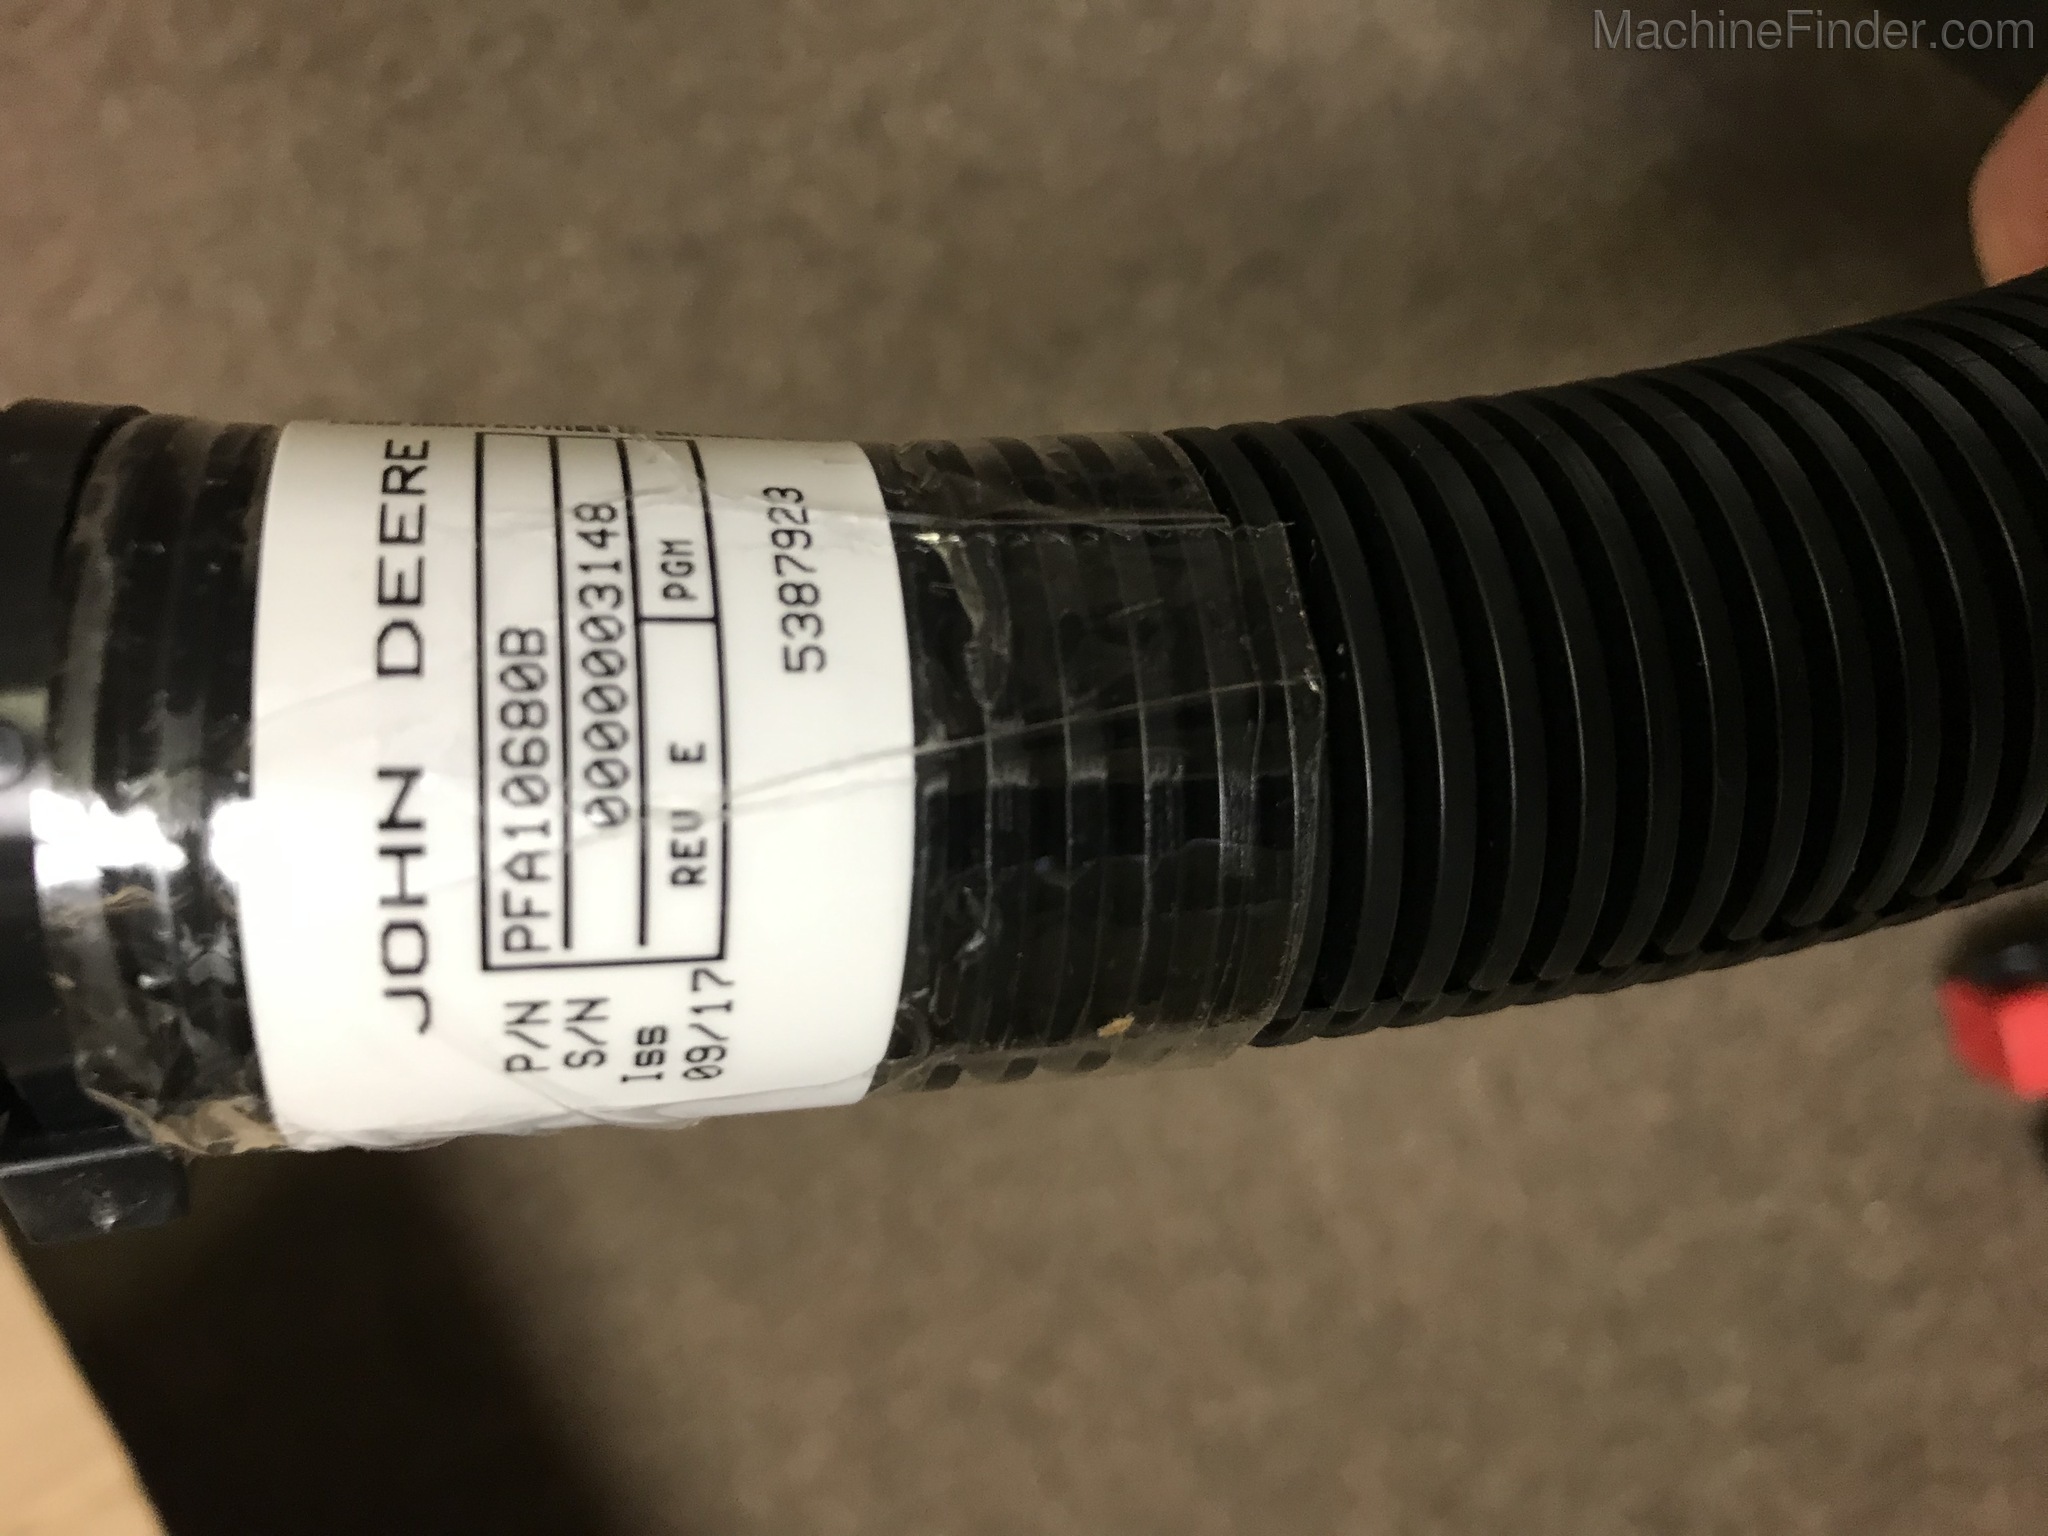 MachineFinder.com
JOHN DEERE
P/N PFA10680B
S/N 0000003148
Iss
09/17 REV E PGM
5387923